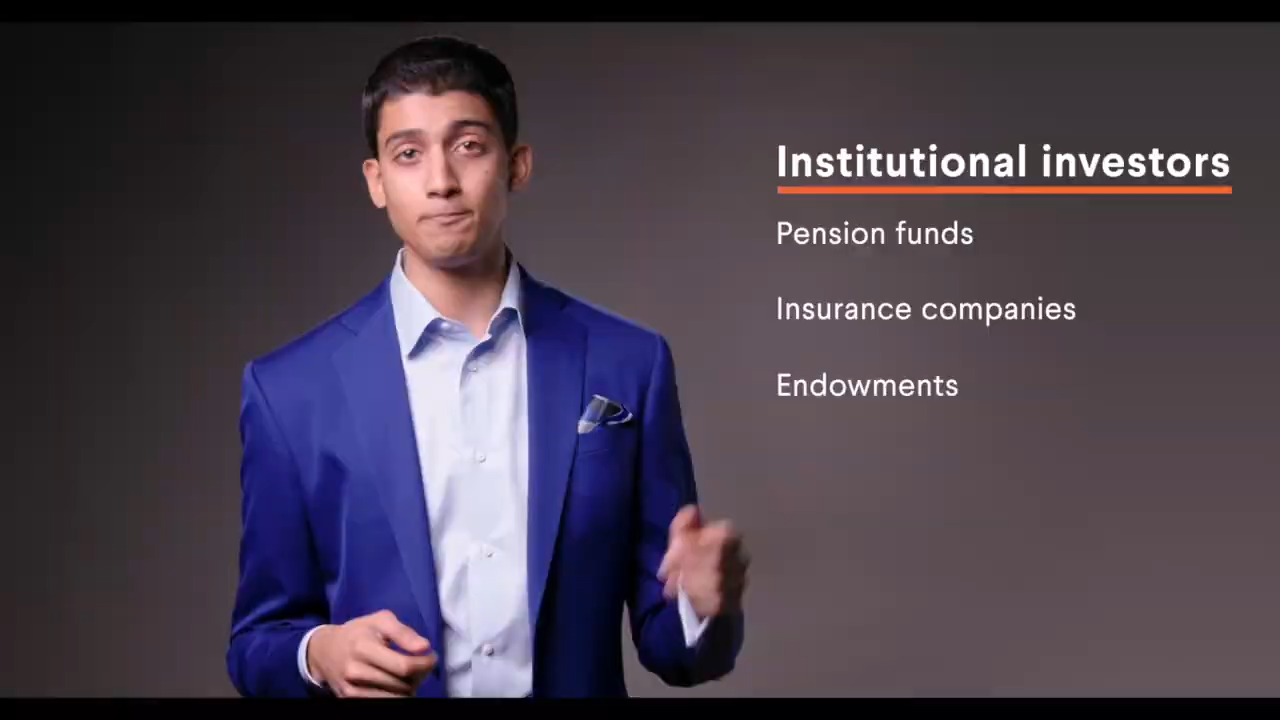 Institutional investors
Pension funds
Insurance companies
Endowments